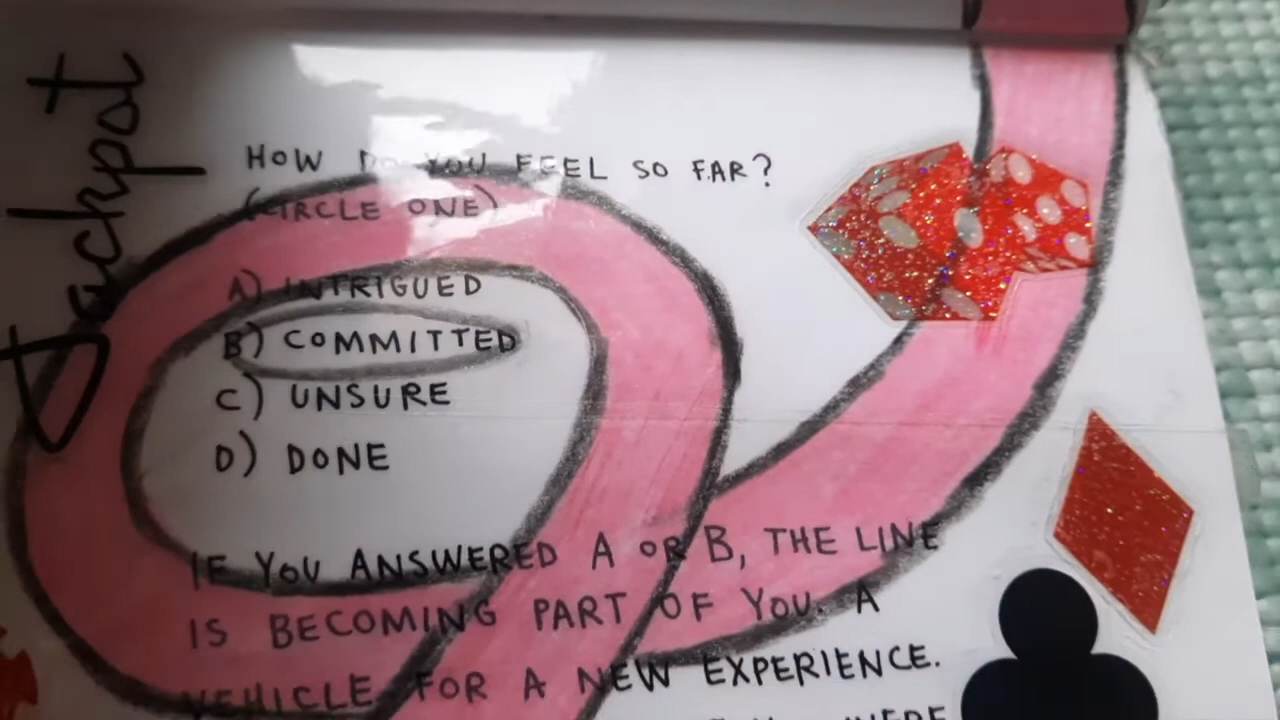 Jackpot
HOW DO YOU FEEL SO FAR?
(CIRCLE ONE)
A) INTRIGUED
B) COMMITTED
C) UNSURE
D) DONE
IF YOU ANSWERED A OR B, THE LINE
IS BECOMING PART OF YOU. A
VEHICLE FOR A NEW EXPERIENCE.